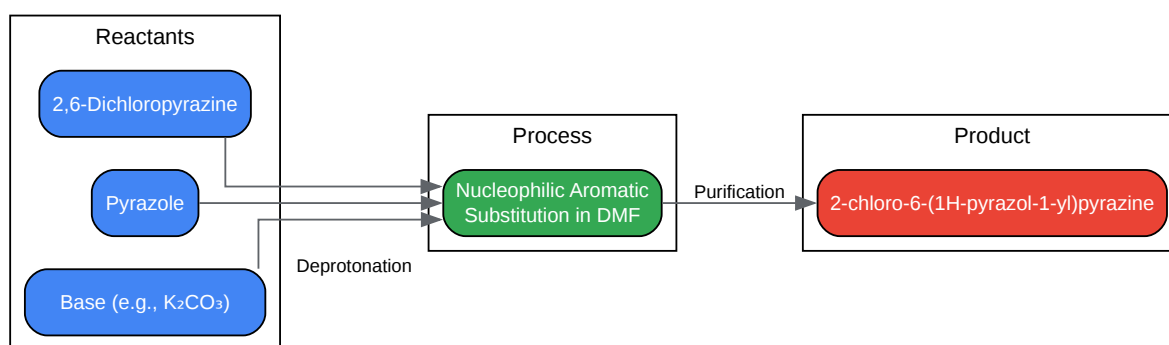 Reactants
2,6-Dichloropyrazine
Pyrazole
Base (e.g., K₂CO₃)
Deprotonation
Process
Nucleophilic Aromatic
Substitution in DMF
Purification
Product
2-chloro-6-(1H-pyrazol-1-yl)pyrazine